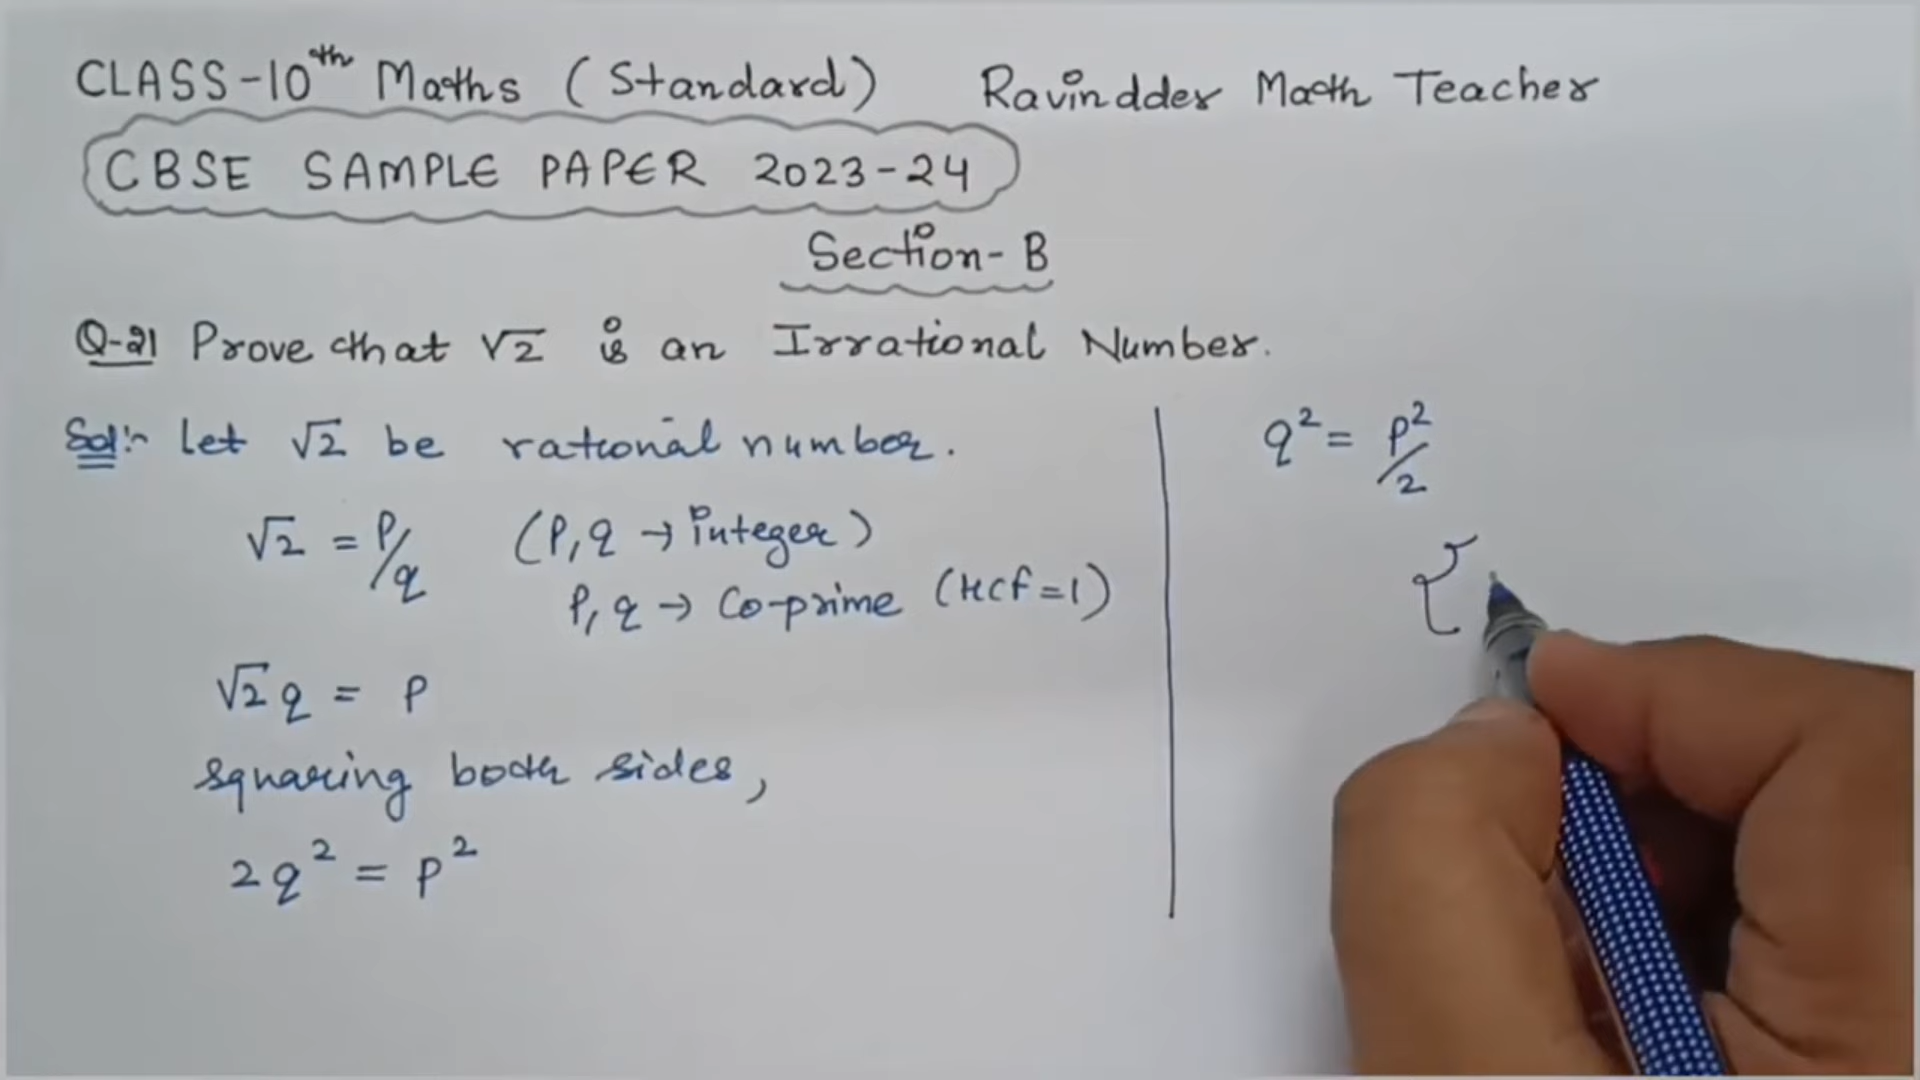 CLASS-10th Maths (Standard) Ravindder Math Teacher
CBSE SAMPLE PAPER 2023-24
Section-B
Q-21 Prove that √2 is an Irrational Number.
Sol:- Let √2 be rational number.
√2 = P/q (P,q → integer)
P,q → Co-prime (HCF=1)
√2q = P
squaring both sides,
2q² = p²
q² = p²/2
{